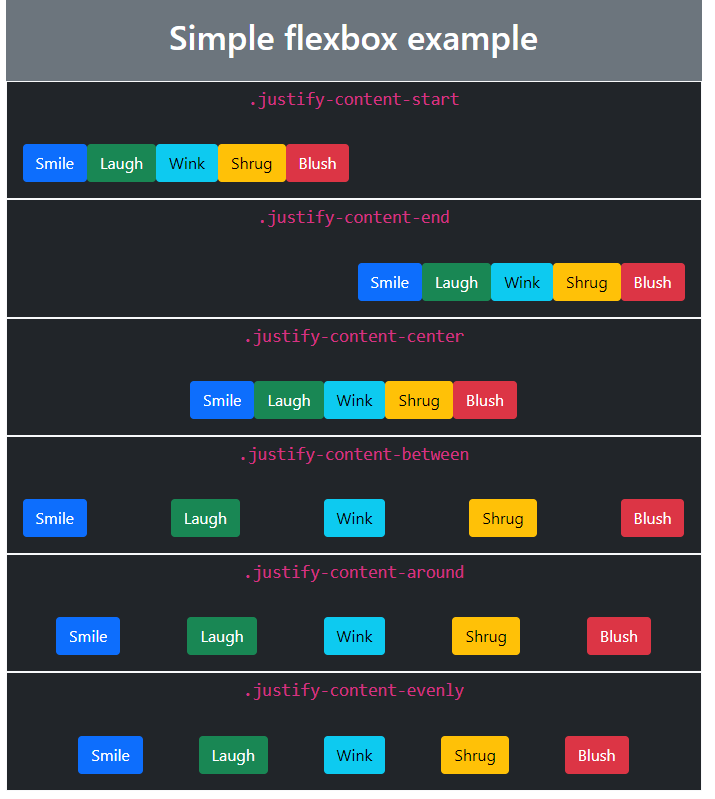 Simple flexbox example
.justify-content-start
Smile Laugh Wink Shrug Blush
.justify-content-end
Smile Laugh Wink Shrug Blush
.justify-content-center
Smile Laugh Wink Shrug Blush
.justify-content-between
Smile Laugh Wink Shrug Blush
.justify-content-around
Smile Laugh Wink Shrug Blush
.justify-content-evenly
Smile Laugh Wink Shrug Blush